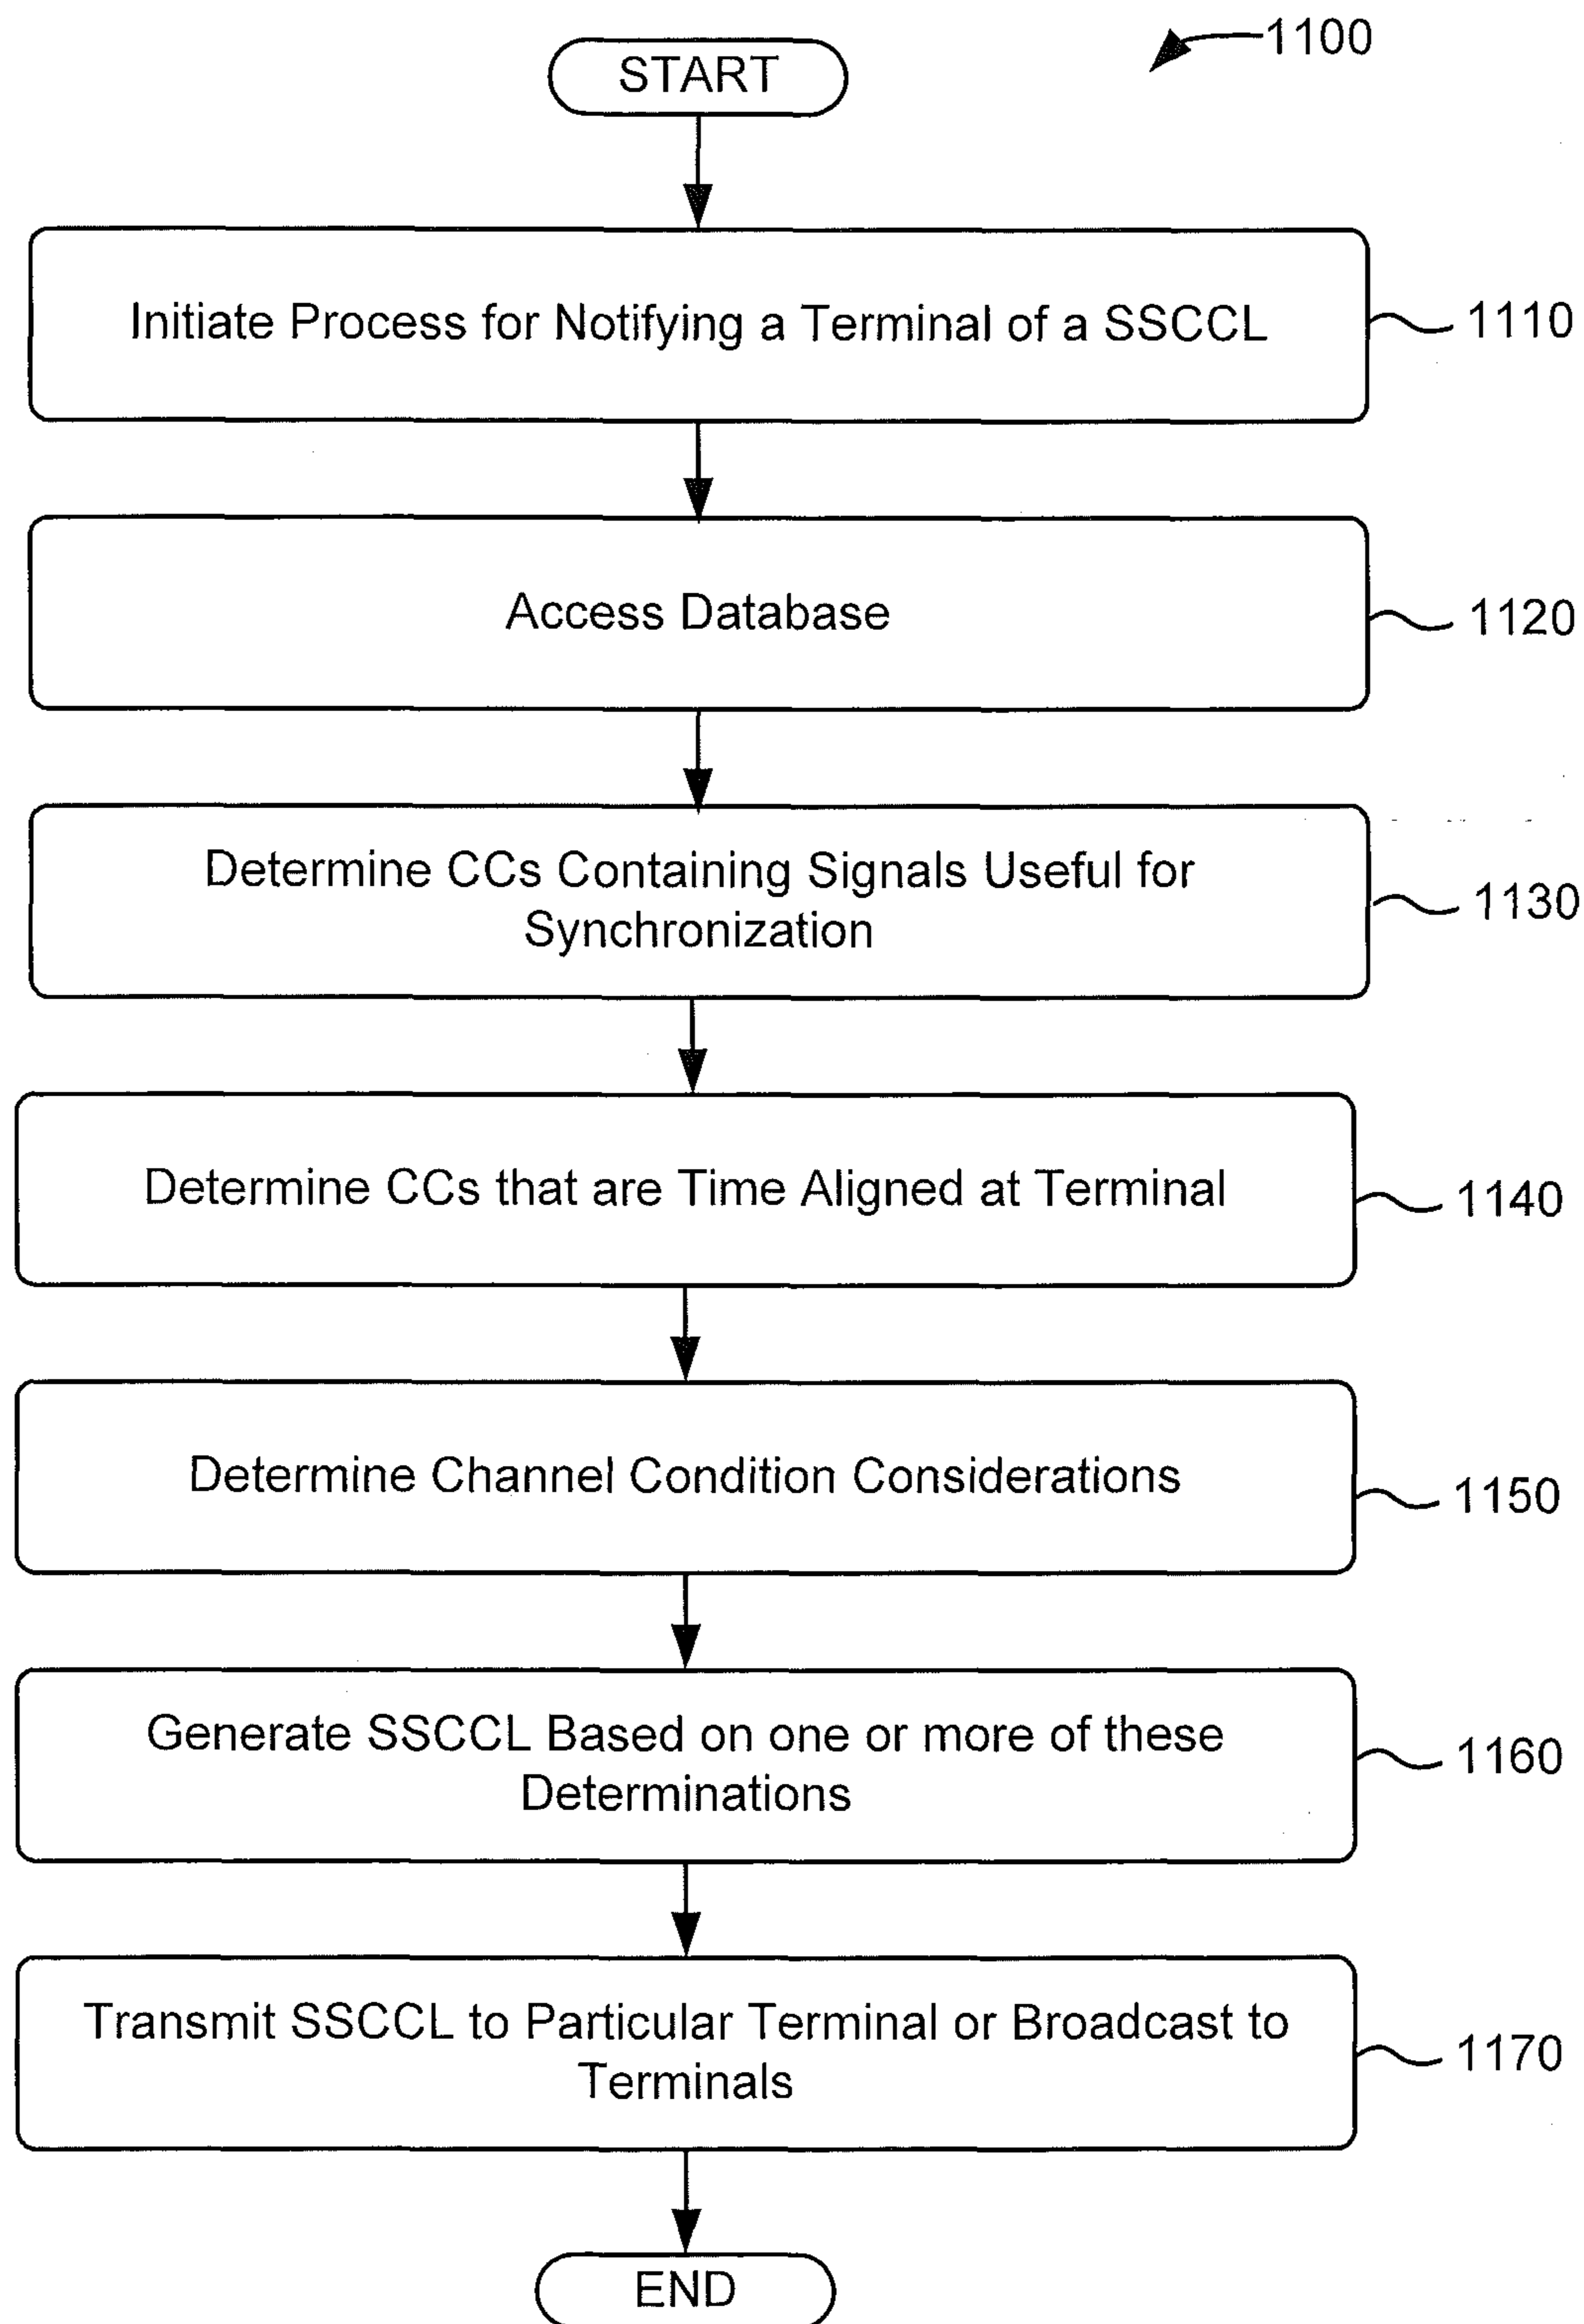 1100
START
Initiate Process for Notifying a Terminal of a SSCCL
1110
Access Database
1120
Determine CCs Containing Signals Useful for
Synchronization
1130
Determine CCs that are Time Aligned at Terminal
1140
Determine Channel Condition Considerations
1150
Generate SSCCL Based on one or more of these
Determinations
1160
Transmit SSCCL to Particular Terminal or Broadcast to
Terminals
1170
END